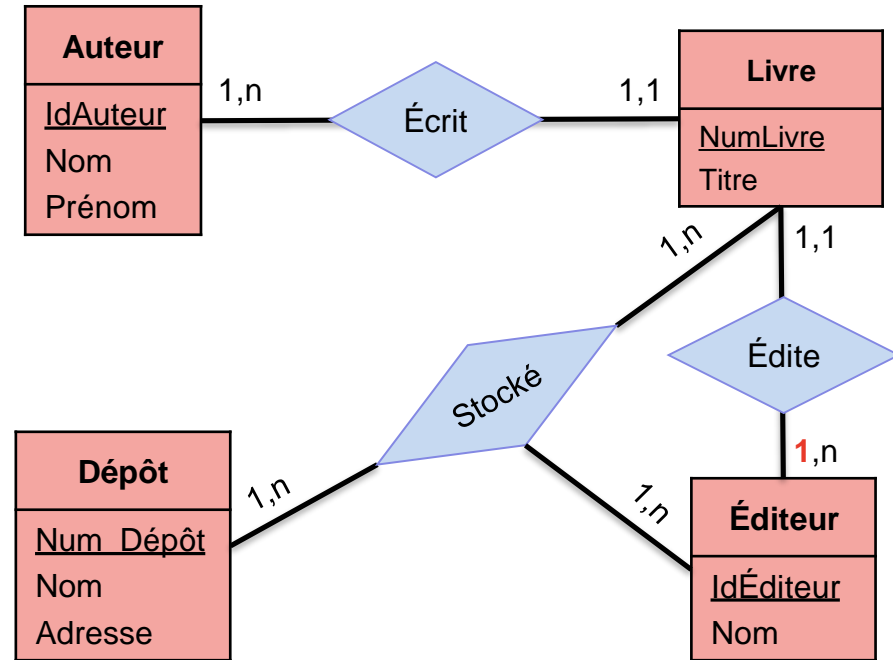 Auteur
IdAuteur
Nom
Prénom
1,n
Écrit
1,1
Livre
NumLivre
Titre
1,n
1,1
Stocké
Édite
1,n
1,n
1,n
Dépôt
Num_Dépôt
Nom
Adresse
Éditeur
IdÉditeur
Nom